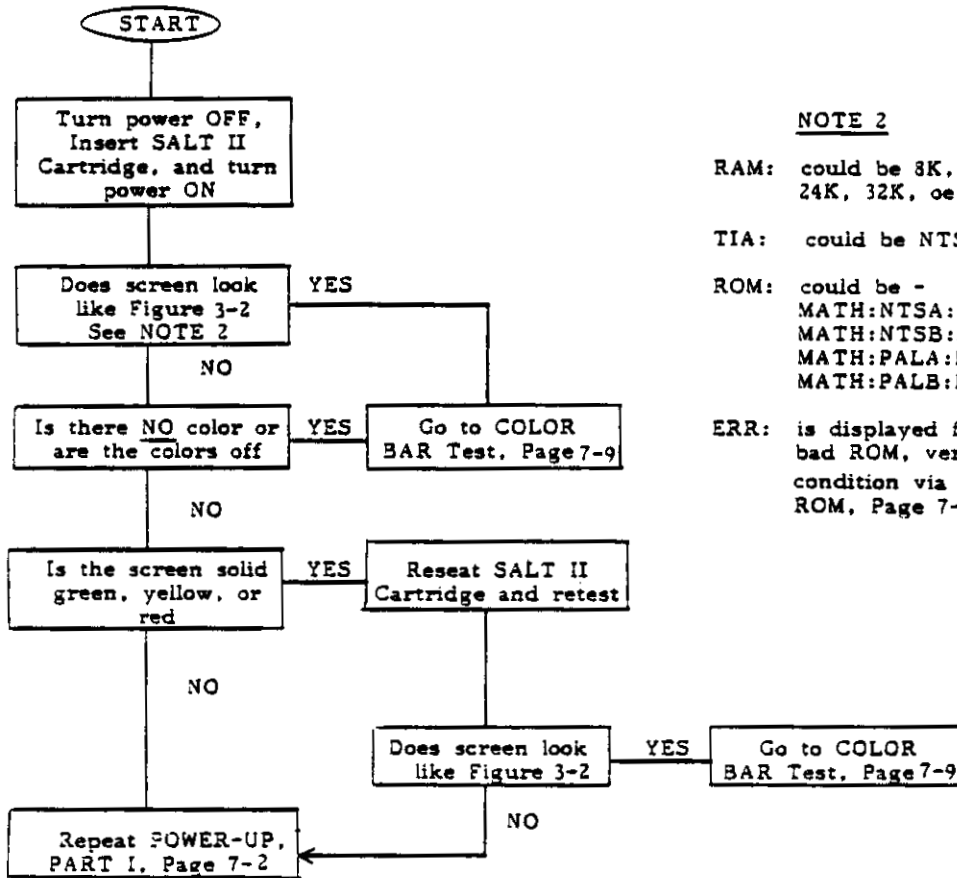 START
Turn power OFF,
Insert SALT II
Cartridge, and turn
power ON
Does screen look
like Figure 3-2
See NOTE 2
YES
NO
Is there NO color or
are the colors off
YES
Go to COLOR
BAR Test, Page 7-9
NO
Is the screen solid
green, yellow, or
red
YES
Reseat SALT II
Cartridge and retest
NO
Does screen look
like Figure 3-2
YES
Go to COLOR
BAR Test, Page 7-9
NO
Repeat POWER-UP,
PART I, Page 7-2
NOTE 2
RAM: could be 8K,
24K, 32K, oe
TIA: could be NTS
ROM: could be -
MATH:NTSA:
MATH:NTSB:
MATH:PALA:
MATH:PALB:
ERR: is displayed
bad ROM, ver
condition via
ROM, Page 7-